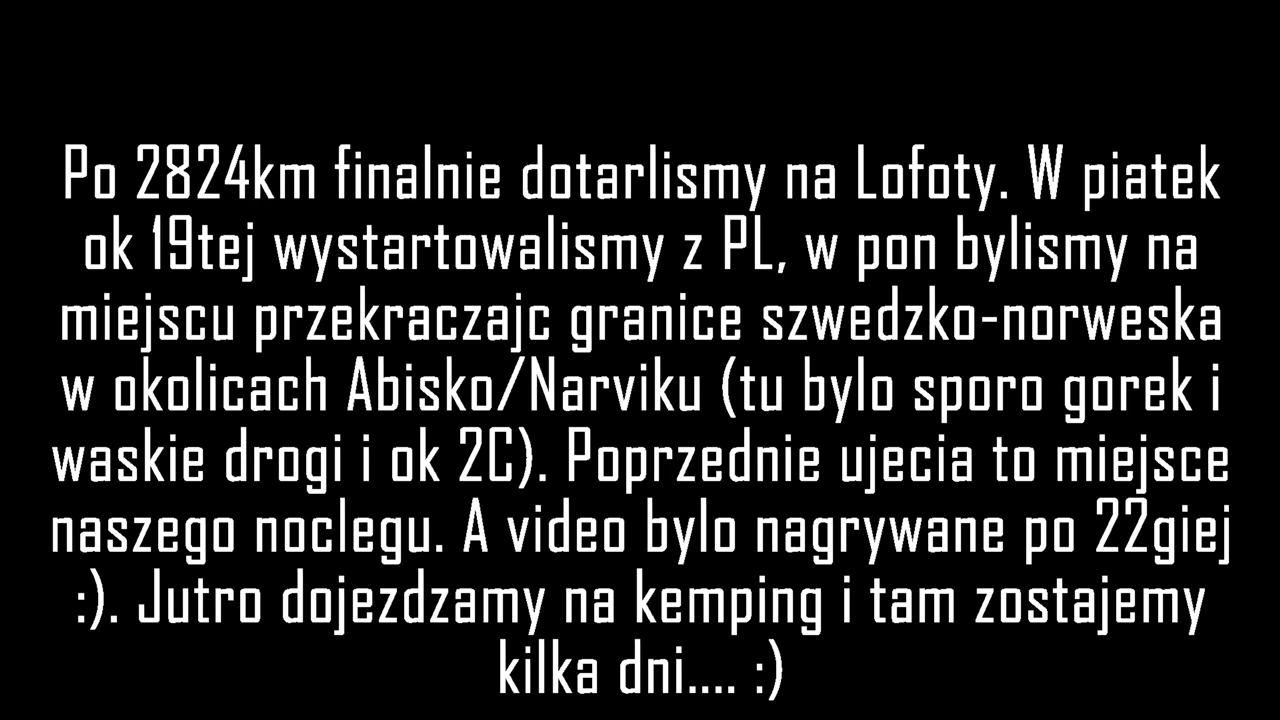 Po 2824km finalnie dotarlismy na Lofoty. W piatek
ok 19tej wystartowalismy z PL, w pon bylismy na
miejscu przekraczajc granice szwedzko-norweska
w okolicach Abisko/Narviku (tu bylo sporo gorek i
waskie drogi i ok 2C). Poprzednie ujecia to miejsce
naszego noclegu. A video bylo nagrywane po 22giej
:). Jutro dojezdzamy na kemping i tam zostajemy
kilka dni.... :)